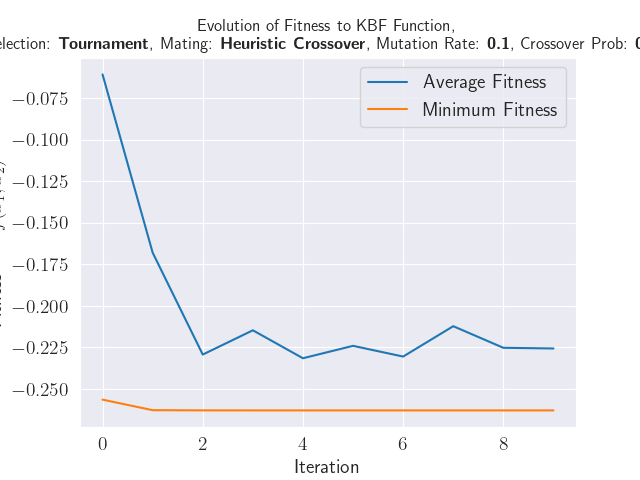 Evolution of Fitness to KBF Function,
election: Tournament, Mating: Heuristic Crossover, Mutation Rate: 0.1, Crossover Prob:
Average Fitness
Minimum Fitness
−0.075
−0.100
−0.125
−0.150
−0.175
−0.200
−0.225
−0.250
0 2 4 6 8
Iteration